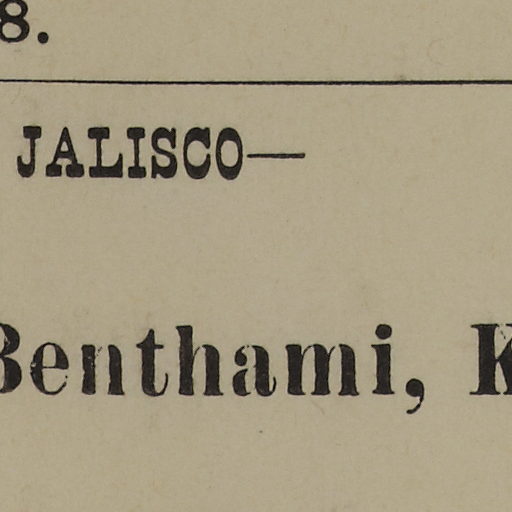 8.
JALISCO—
Benthami, K